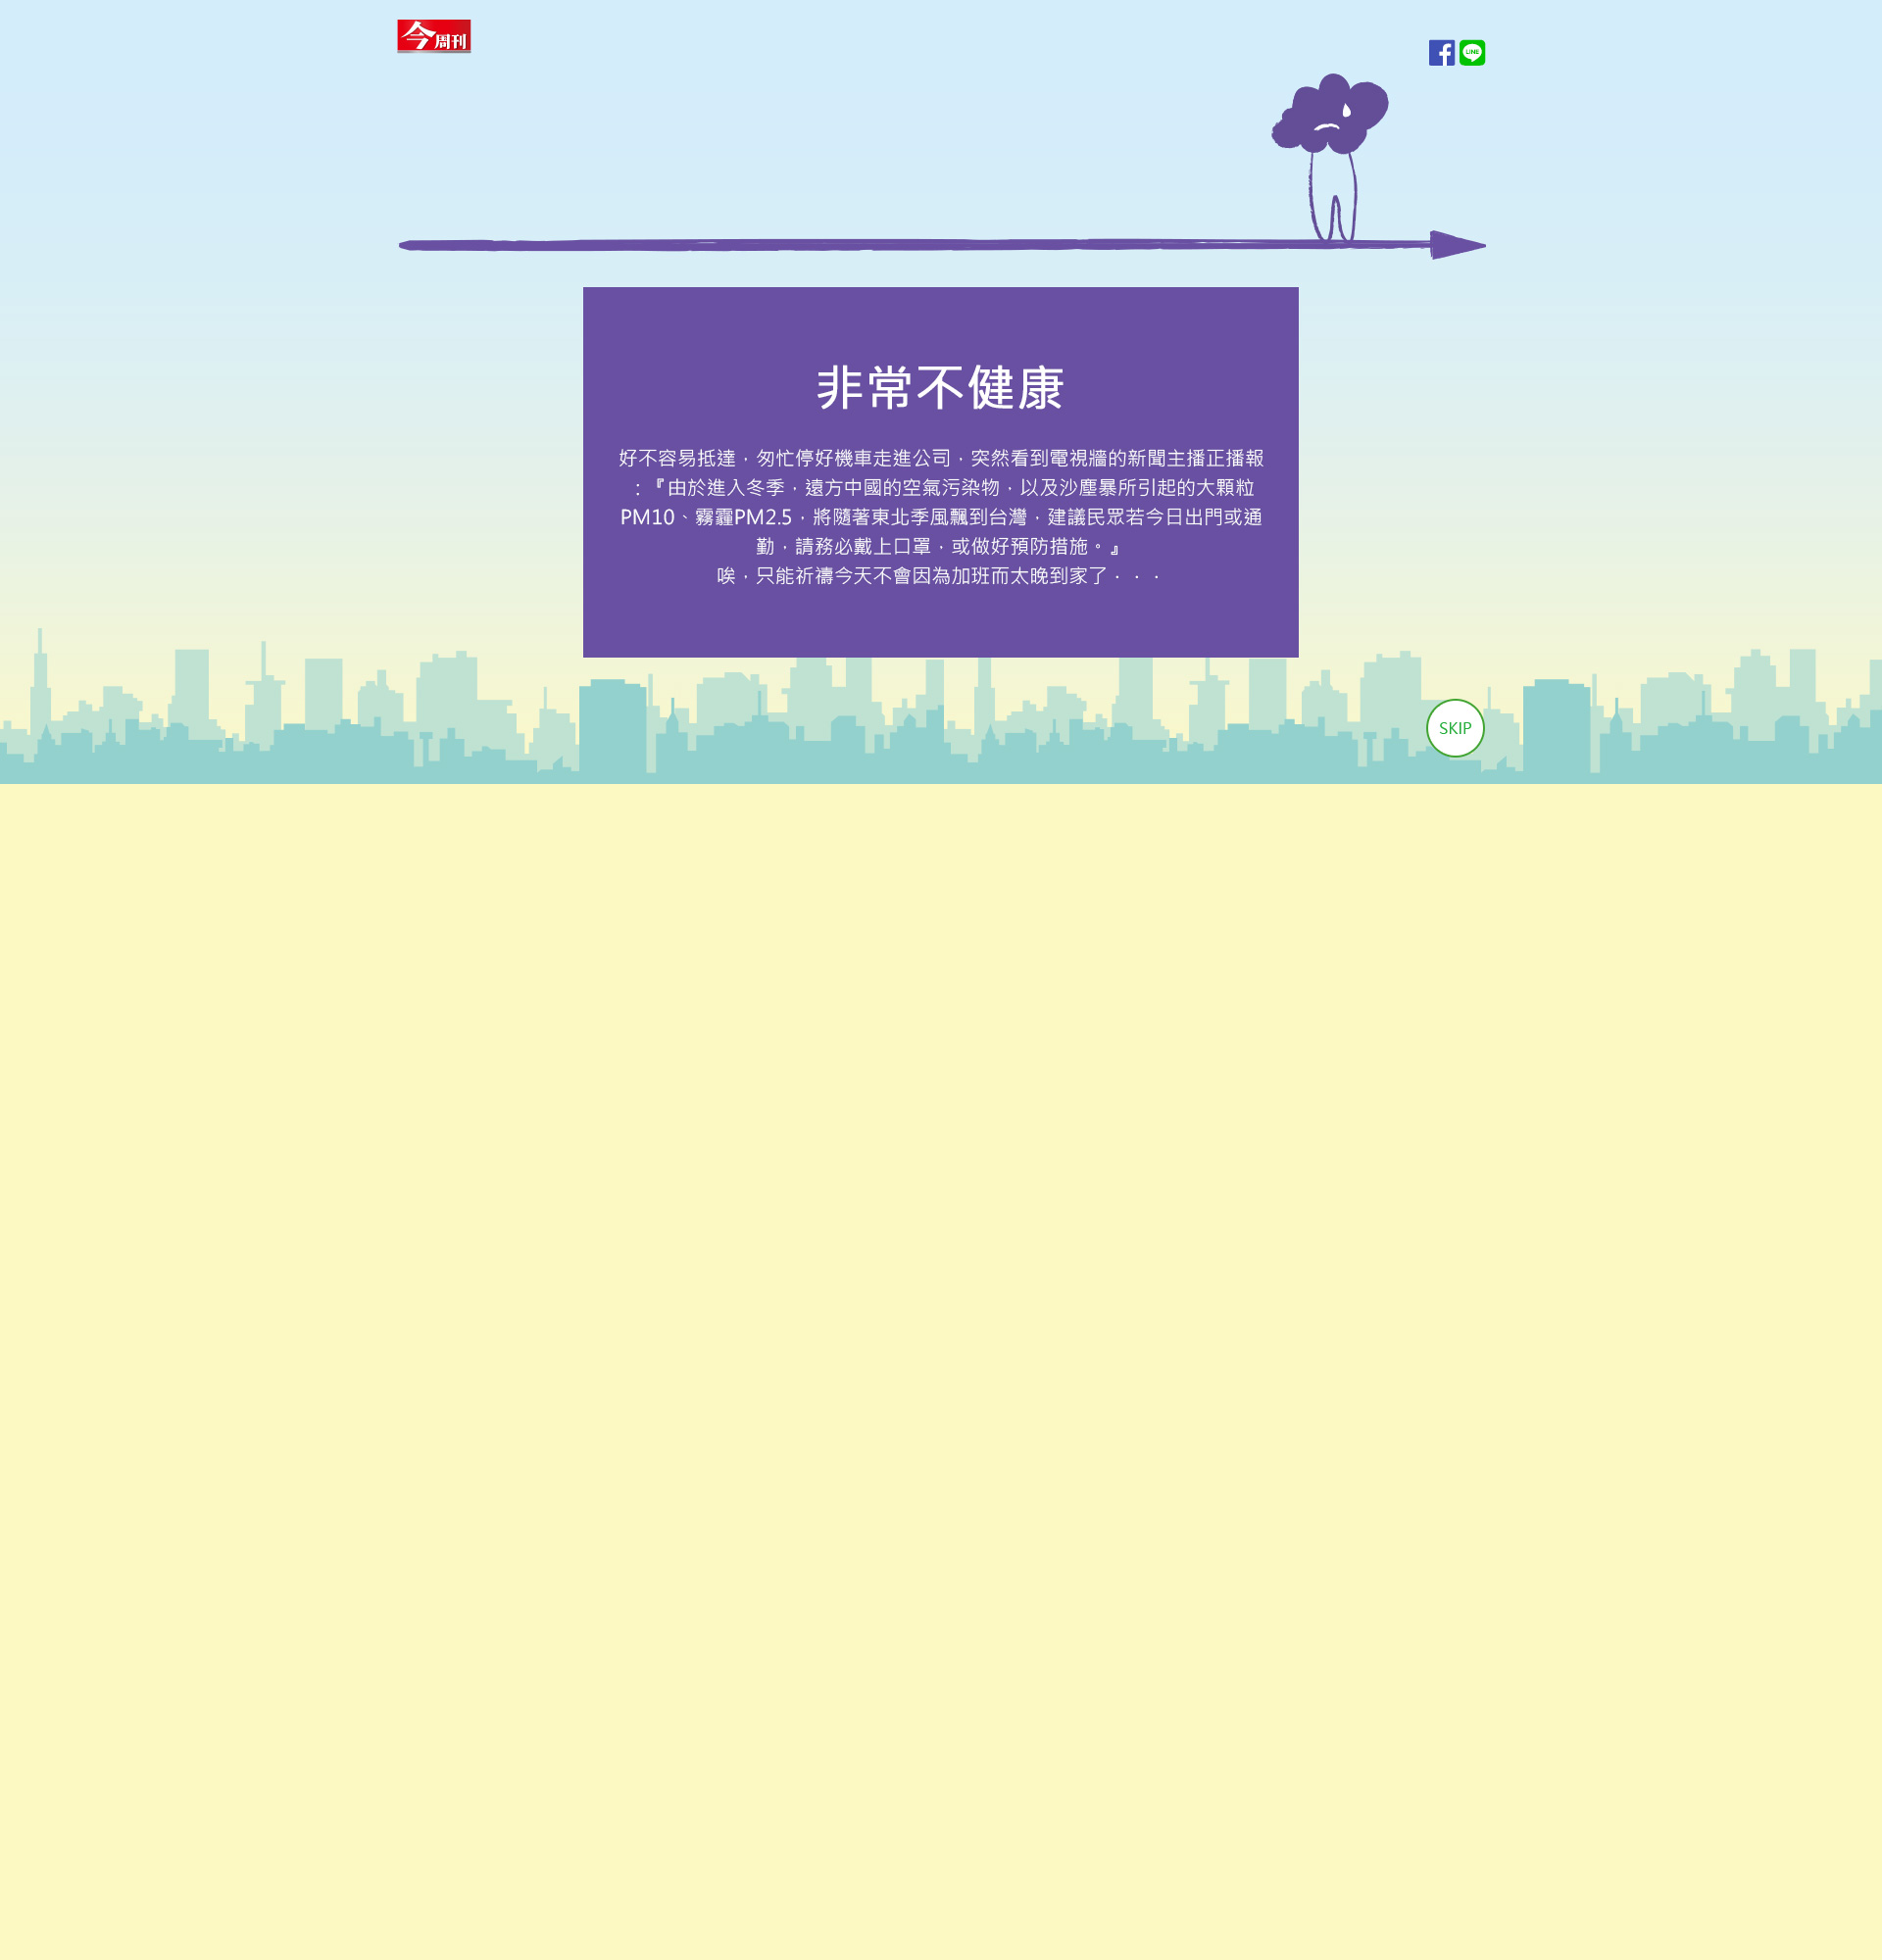 今周刊
LINE
非常不健康
好不容易抵達，匆忙停好機車走進公司，突然看到電視牆的新聞主播正播報
：『由於進入冬季，遠方中國的空氣污染物，以及沙塵暴所引起的大顆粒
PM10、霧霾PM2.5，將隨著東北季風飄到台灣，建議民眾若今日出門或通
勤，請務必戴上口罩，或做好預防措施。』
唉，只能祈禱今天不會因為加班而太晚到家了．．．
SKIP